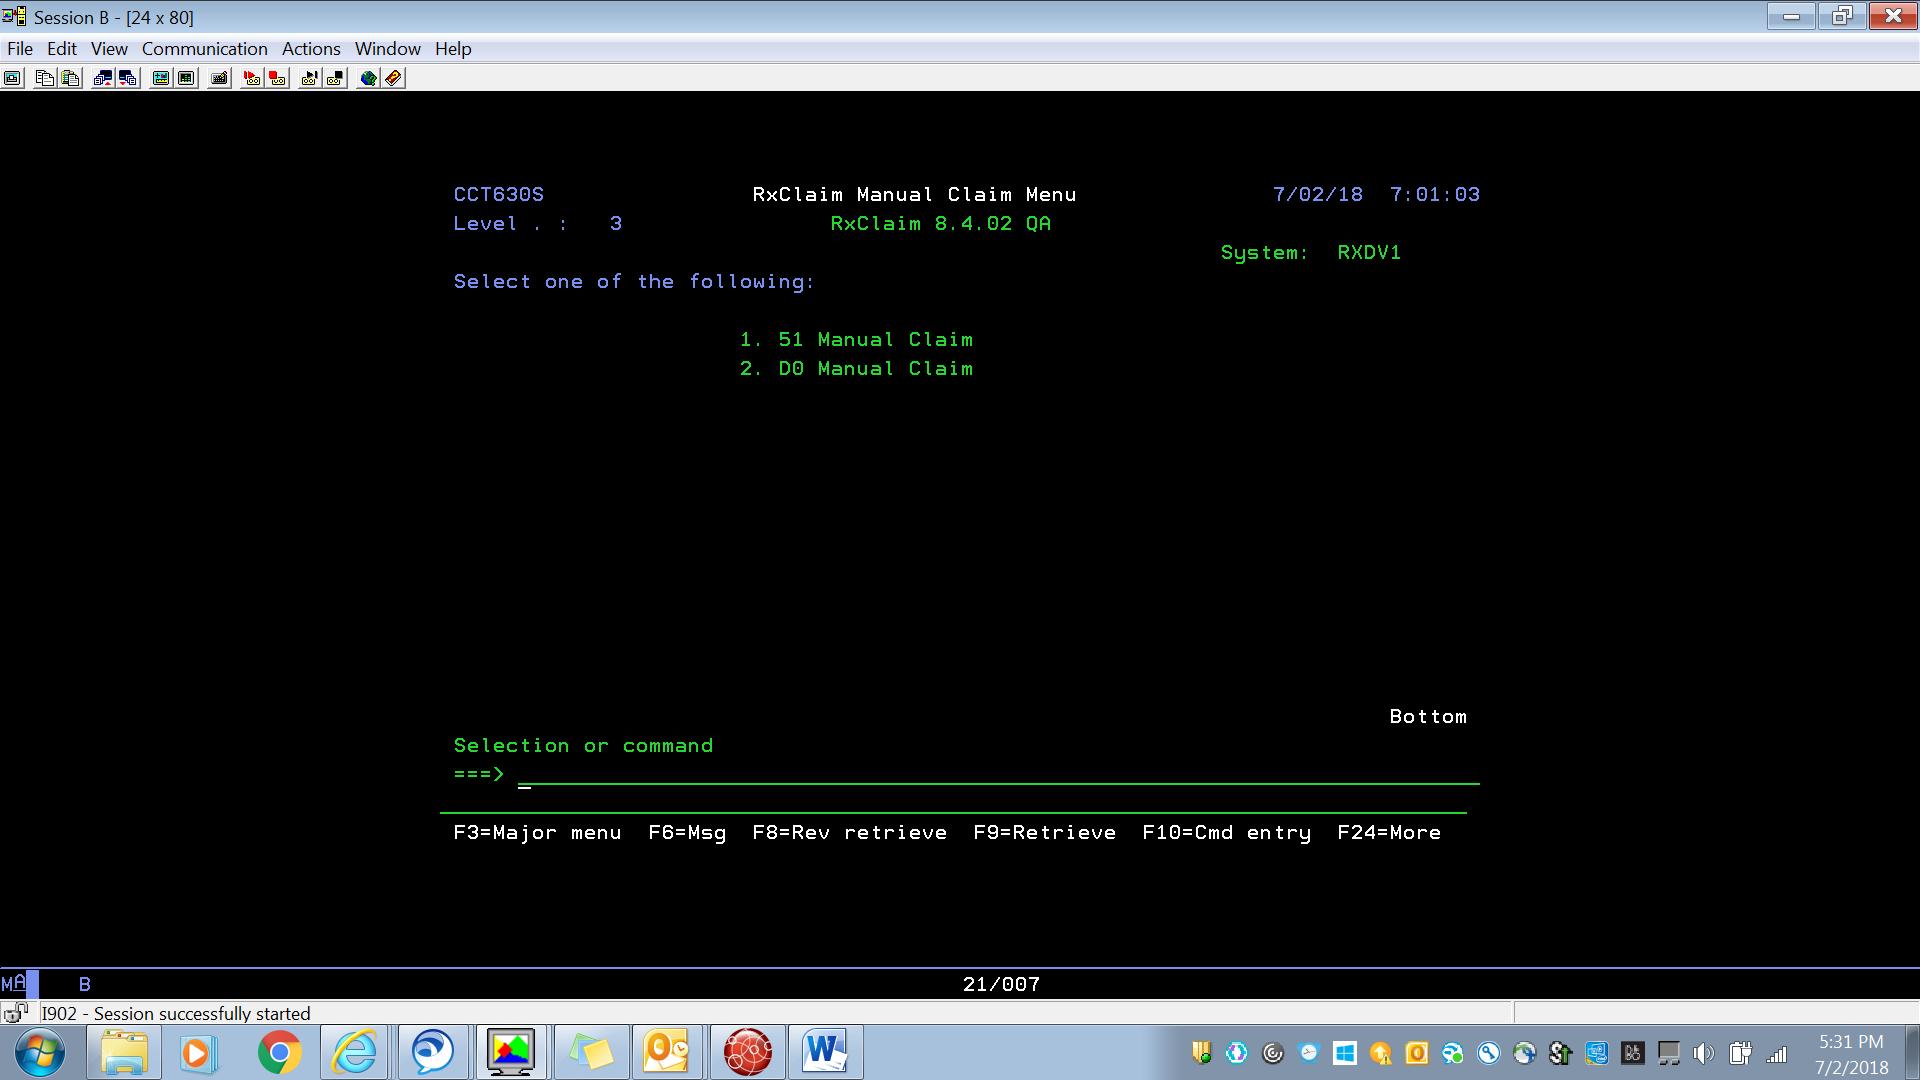 Session B - [24 x 80]
File Edit View Communication Actions Window Help
CCT630S RxClaim Manual Claim Menu 7/02/18 7:01:03
Level . : 3 RxClaim 8.4.02 QA
System: RXDV1
Select one of the following:
1. 51 Manual Claim
2. D0 Manual Claim
Bottom
Selection or command
===> _
F3=Major menu F6=Msg F8=Rev retrieve F9=Retrieve F10=Cmd entry F24=More
MA B 21/007
I902 - Session successfully started
5:31 PM
7/2/2018